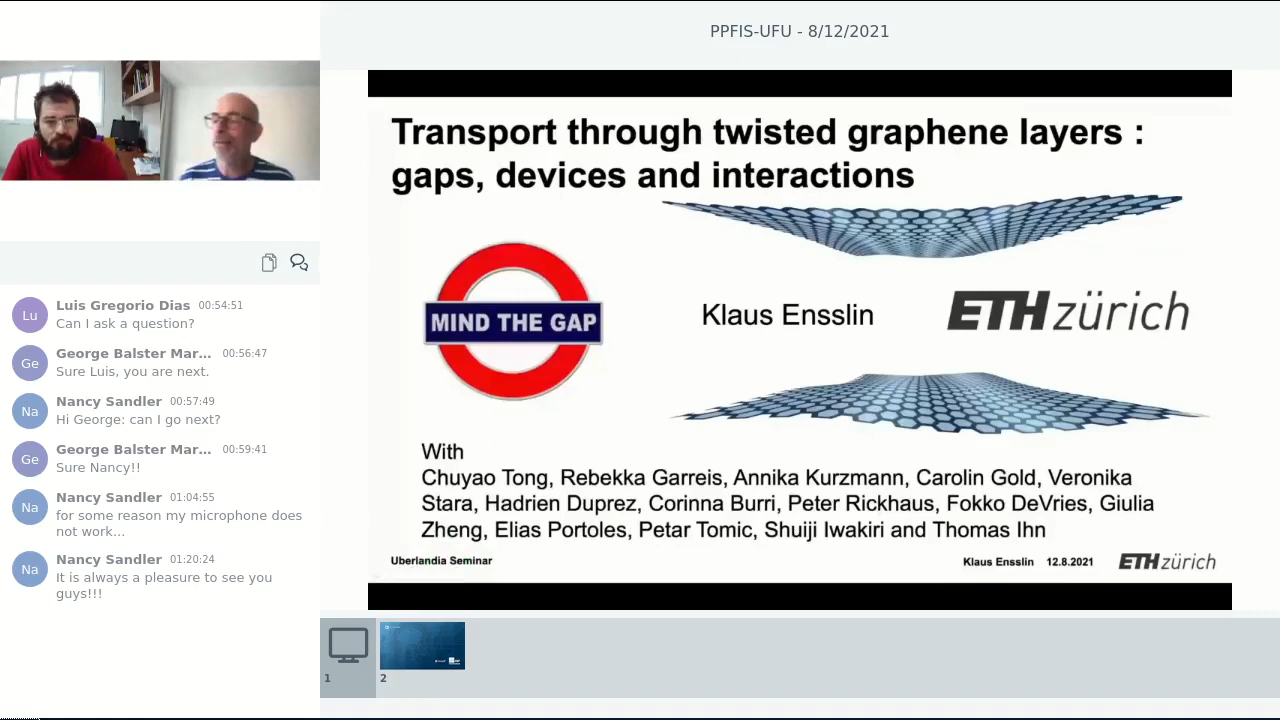 PPFIS-UFU - 8/12/2021
Transport through twisted graphene layers :
gaps, devices and interactions
MIND THE GAP
Klaus Ensslin
ETH zürich
With
Chuyao Tong, Rebekka Garreis, Annika Kurzmann, Carolin Gold, Veronika
Stara, Hadrien Duprez, Corinna Burri, Peter Rickhaus, Fokko DeVries, Giulia
Zheng, Elias Portoles, Petar Tomic, Shuiji Iwakiri and Thomas Ihn
Uberlandia Seminar
Klaus Ensslin 12.8.2021 ETH zürich
Lu
Luis Gregorio Dias 00:54:51
Can I ask a question?
Ge
George Balster Mar... 00:56:47
Sure Luis, you are next.
Na
Nancy Sandler 00:57:49
Hi George: can I go next?
Ge
George Balster Mar... 00:59:41
Sure Nancy!!
Na
Nancy Sandler 01:04:55
for some reason my microphone does
not work...
Na
Nancy Sandler 01:20:24
It is always a pleasure to see you
guys!!!
1
2